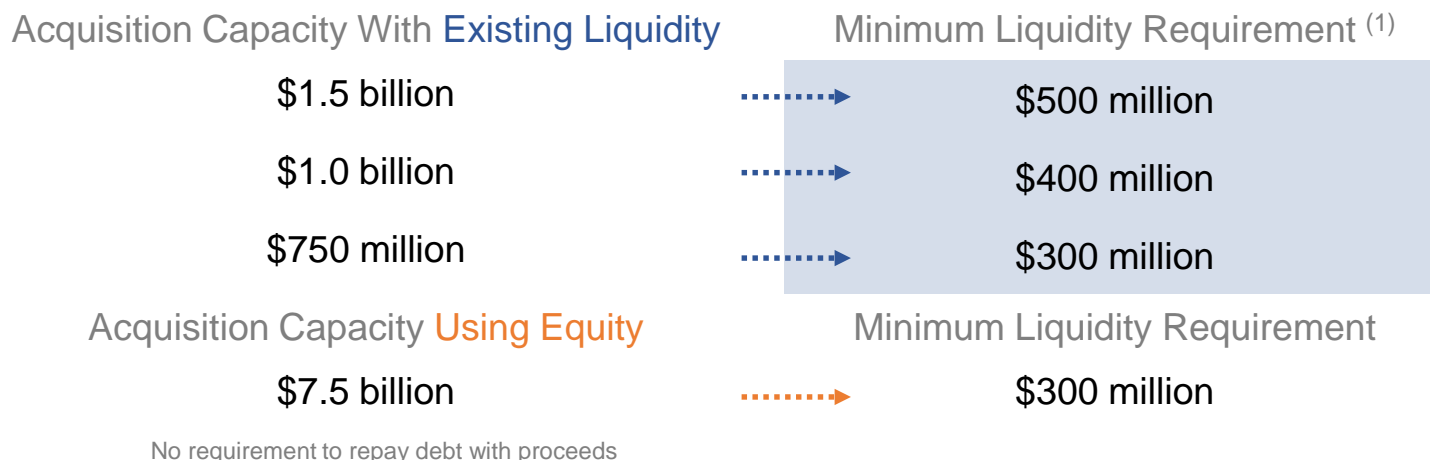 Acquisition Capacity With Existing Liquidity Minimum Liquidity Requirement (1)
$1.5 billion $500 million
$1.0 billion $400 million
$750 million $300 million
Acquisition Capacity Using Equity Minimum Liquidity Requirement
$7.5 billion $300 million
No requirement to repay debt with proceeds